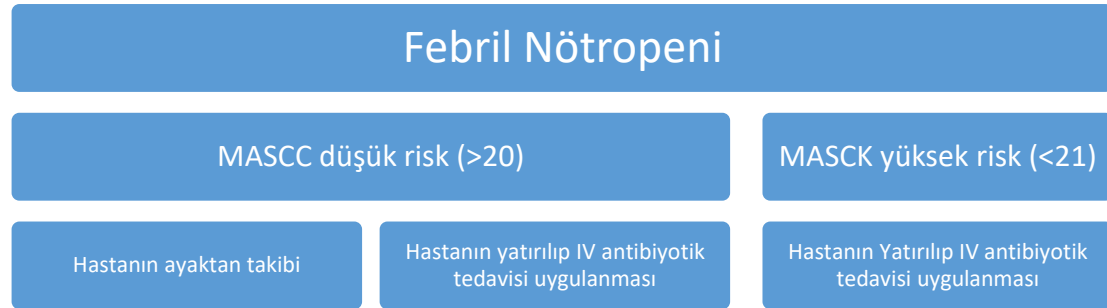 Febril Nötropeni
MASCC düşük risk (>20)
MASCK yüksek risk (<21)
Hastanın ayaktan takibi
Hastanın yatırılıp IV antibiyotik
tedavisi uygulanması
Hastanın Yatırılıp IV antibiyotik
tedavisi uygulanması